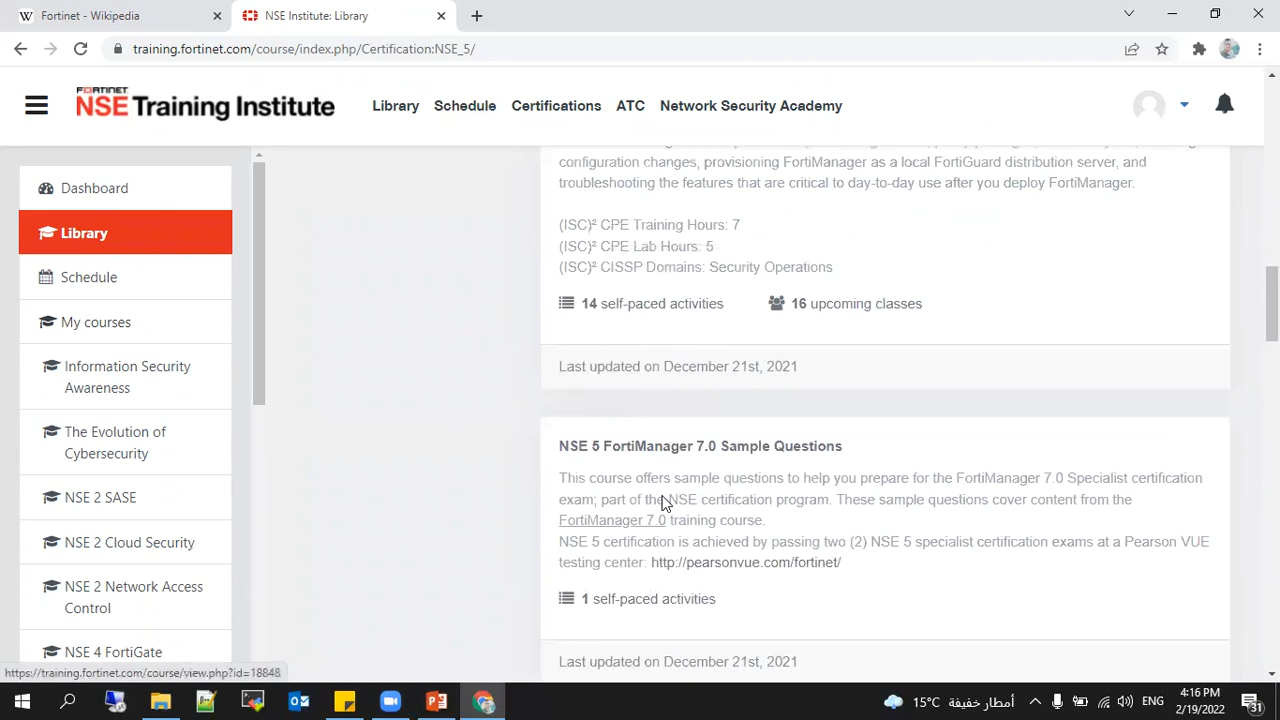 Fortinet - Wikipedia
NSE Institute: Library
training.fortinet.com/course/index.php/Certification:NSE_5/
FORTINET
NSE Training Institute
Library
Schedule
Certifications
ATC
Network Security Academy
Dashboard
Library
Schedule
My courses
Information Security
Awareness
The Evolution of
Cybersecurity
NSE 2 SASE
NSE 2 Cloud Security
NSE 2 Network Access
Control
NSE 4 FortiGate
configuration changes, provisioning FortiManager as a local FortiGuard distribution server, and
troubleshooting the features that are critical to day-to-day use after you deploy FortiManager.
(ISC)² CPE Training Hours: 7
(ISC)² CPE Lab Hours: 5
(ISC)² CISSP Domains: Security Operations
14 self-paced activities
16 upcoming classes
Last updated on December 21st, 2021
NSE 5 FortiManager 7.0 Sample Questions
This course offers sample questions to help you prepare for the FortiManager 7.0 Specialist certification
exam; part of the NSE certification program. These sample questions cover content from the
FortiManager 7.0 training course.
NSE 5 certification is achieved by passing two (2) NSE 5 specialist certification exams at a Pearson VUE
testing center: http://pearsonvue.com/fortinet/
1 self-paced activities
Last updated on December 21st, 2021
https://training.fortinet.com/course/view.php?id=18848
15°C أمطار خفيفة
ENG
4:16 PM
2/19/2022
31